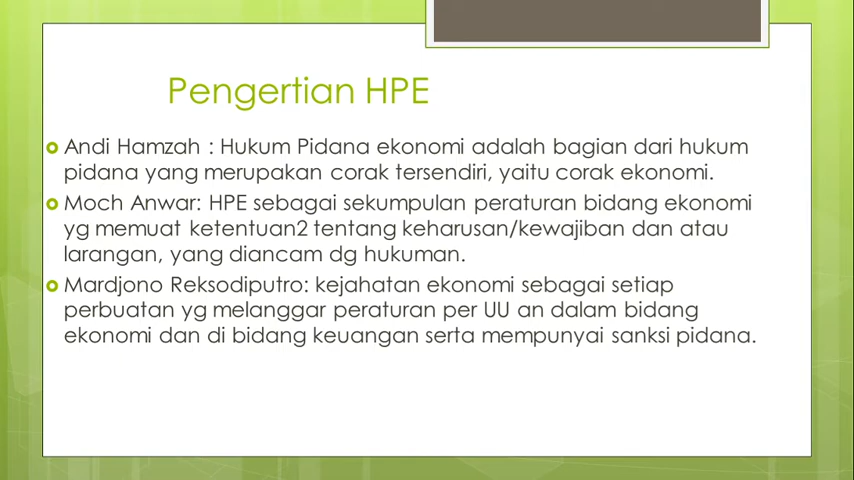 Pengertian HPE
Andi Hamzah : Hukum Pidana ekonomi adalah bagian dari hukum
pidana yang merupakan corak tersendiri, yaitu corak ekonomi.
Moch Anwar: HPE sebagai sekumpulan peraturan bidang ekonomi
yg memuat ketentuan2 tentang keharusan/kewajiban dan atau
larangan, yang diancam dg hukuman.
Mardjono Reksodiputro: kejahatan ekonomi sebagai setiap
perbuatan yg melanggar peraturan per UU an dalam bidang
ekonomi dan di bidang keuangan serta mempunyai sanksi pidana.